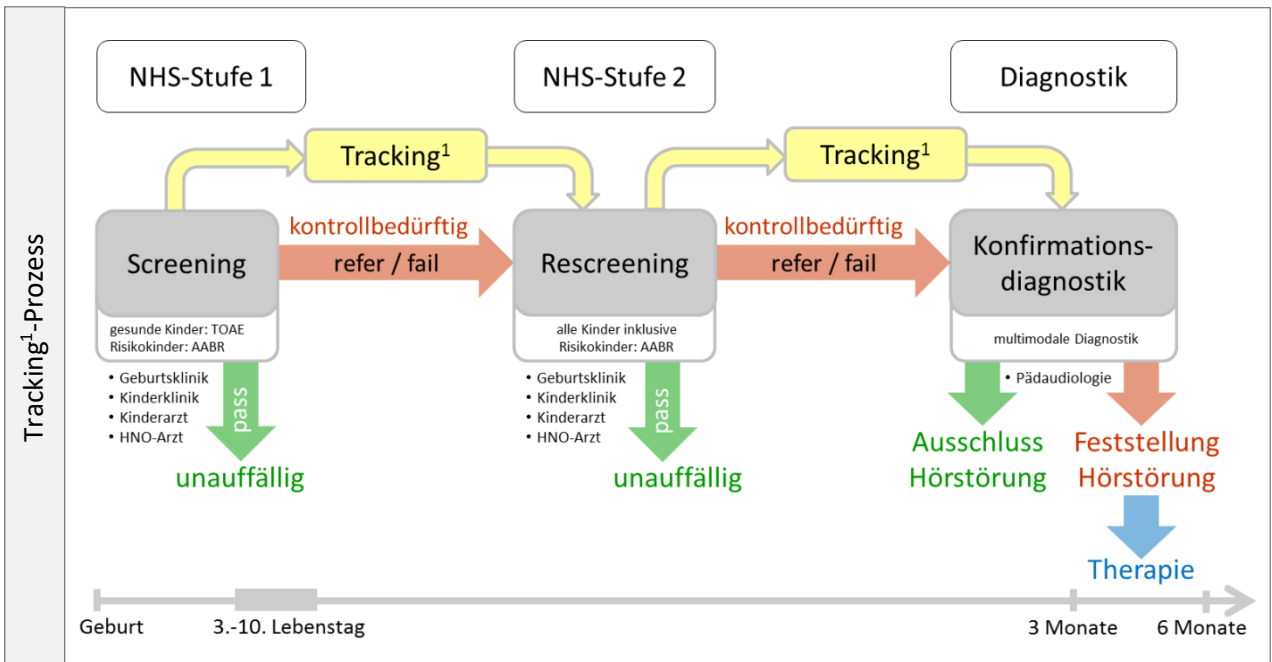 Tracking¹-Prozess
NHS-Stufe 1
NHS-Stufe 2
Diagnostik
Tracking¹
Tracking¹
Screening
kontrollbedürftig
refer / fail
Rescreening
kontrollbedürftig
refer / fail
Konfirmations-
diagnostik
gesunde Kinder: TOAE
Risikokinder: AABR
alle Kinder inklusive
Risikokinder: AABR
multimodale Diagnostik
• Geburtsklinik
• Kinderklinik
• Kinderarzt
• HNO-Arzt
pass
unauffällig
• Geburtsklinik
• Kinderklinik
• Kinderarzt
• HNO-Arzt
pass
unauffällig
• Pädaudiologie
Ausschluss
Hörstörung
Feststellung
Hörstörung
Therapie
Geburt
3.-10. Lebenstag
3 Monate
6 Monate